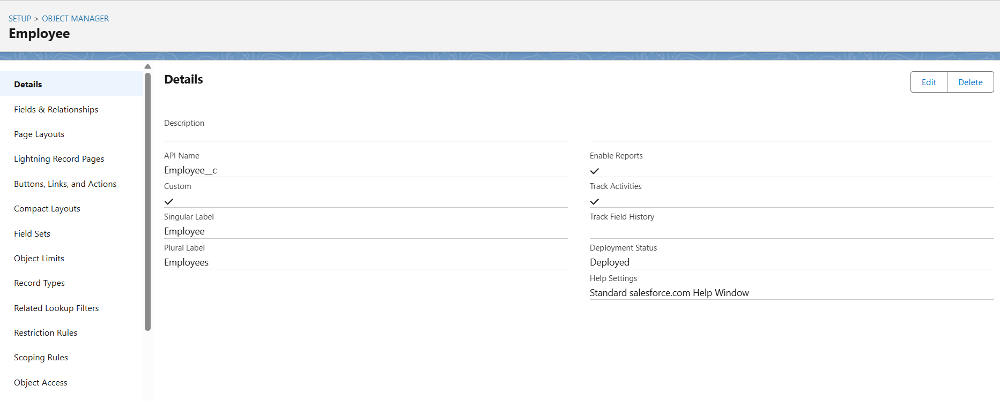 SETUP > OBJECT MANAGER
Employee
Details
Fields & Relationships
Page Layouts
Lightning Record Pages
Buttons, Links, and Actions
Compact Layouts
Field Sets
Object Limits
Record Types
Related Lookup Filters
Restriction Rules
Scoping Rules
Object Access
Details
Edit
Delete
Description
API Name
Employee__c
Custom
Singular Label
Employee
Plural Label
Employees
Enable Reports
Track Activities
Track Field History
Deployment Status
Deployed
Help Settings
Standard salesforce.com Help Window